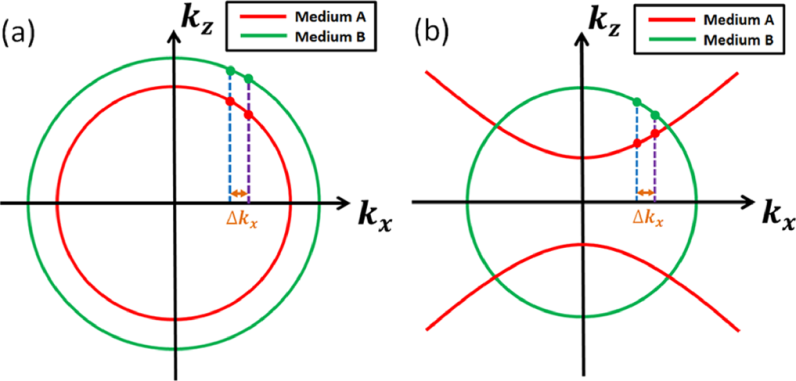 (a)
k_z
Medium A
Medium B
k_x
Δk_x
(b)
k_z
Medium A
Medium B
k_x
Δk_x